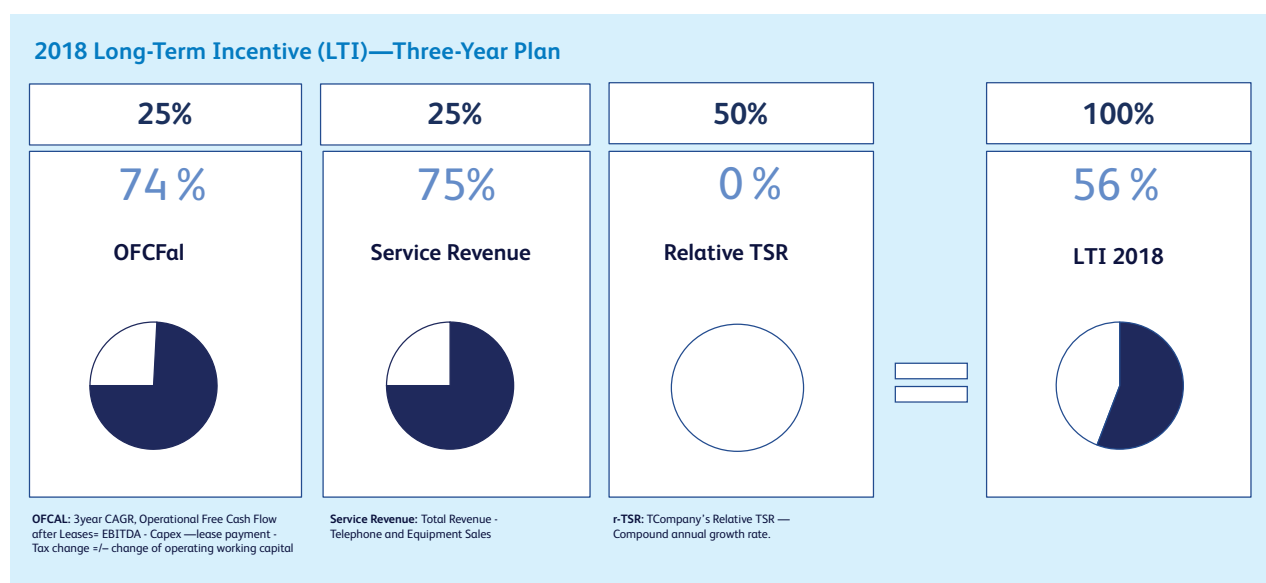 2018 Long-Term Incentive (LTI)—Three-Year Plan
25%
25%
50%
100%
74 %
75%
0 %
56 %
OFCFal
Service Revenue
Relative TSR
LTI 2018
OFCAL: 3year CAGR, Operational Free Cash Flow
after Leases= EBITDA - Capex —lease payment -
Tax change =/– change of operating working capital
Service Revenue: Total Revenue -
Telephone and Equipment Sales
r-TSR: TCompany's Relative TSR —
Compound annual growth rate.